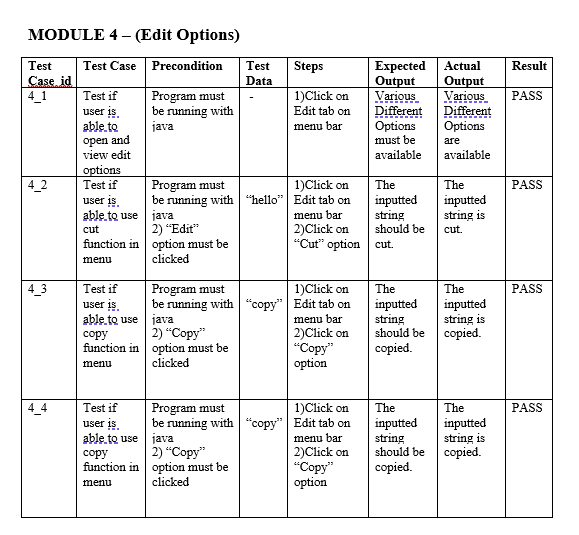 MODULE 4 – (Edit Options)
Test Case_id
Test Case
Precondition
Test Data
Steps
Expected Output
Actual Output
Result
4_1
Test if
user is
able to
open and
view edit
options
Program must
be running with
java
-
1)Click on
Edit tab on
menu bar
Various
Different
Options
must be
available
Various
Different
Options
are
available
PASS
4_2
Test if
user is
able to use
cut
function in
menu
Program must
be running with
java
2) “Edit”
option must be
clicked
“hello”
1)Click on
Edit tab on
menu bar
2)Click on
“Cut” option
The
inputted
string
should be
cut.
The
inputted
string is
cut.
PASS
4_3
Test if
user is
able to use
copy
function in
menu
Program must
be running with
java
2) “Copy”
option must be
clicked
“copy”
1)Click on
Edit tab on
menu bar
2)Click on
“Copy”
option
The
inputted
string
should be
copied.
The
inputted
string is
copied.
PASS
4_4
Test if
user is
able to use
copy
function in
menu
Program must
be running with
java
2) “Copy”
option must be
clicked
“copy”
1)Click on
Edit tab on
menu bar
2)Click on
“Copy”
option
The
inputted
string
should be
copied.
The
inputted
string is
copied.
PASS